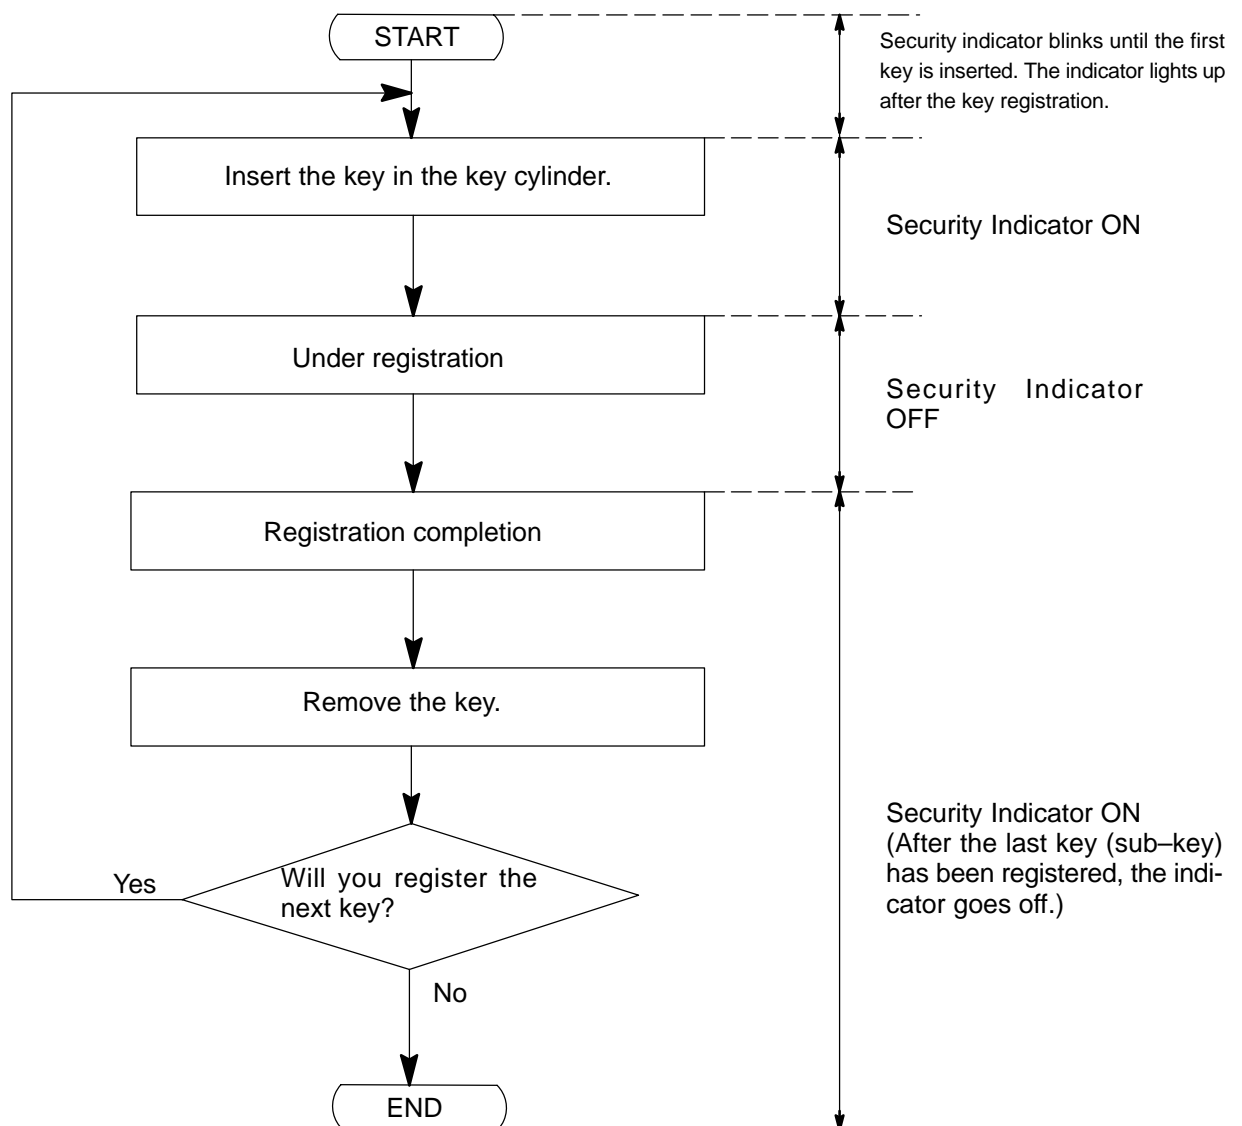 START
Security indicator blinks until the first
key is inserted. The indicator lights up
after the key registration.
Insert the key in the key cylinder.
Security Indicator ON
Under registration
Security Indicator
OFF
Registration completion
Remove the key.
Security Indicator ON
(After the last key (sub–key)
has been registered, the indi-
cator goes off.)
Yes
Will you register the
next key?
No
END